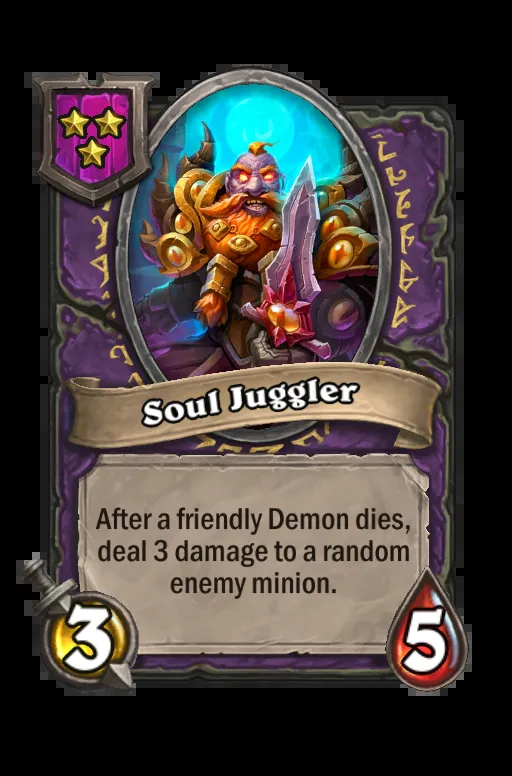 Soul Juggler
After a friendly Demon dies,
deal 3 damage to a random
enemy minion.
3
5